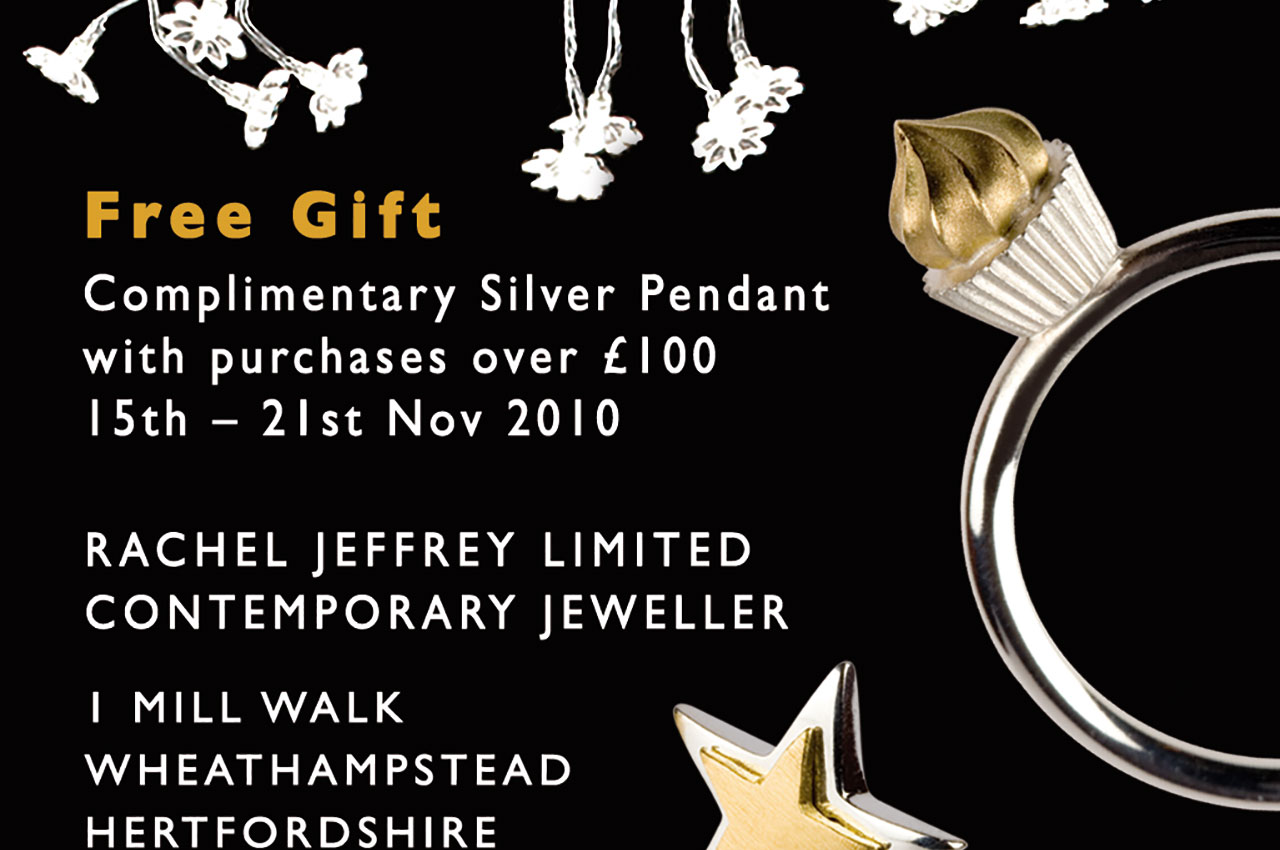 Free Gift
Complimentary Silver Pendant
with purchases over £100
15th – 21st Nov 2010
RACHEL JEFFREY LIMITED
CONTEMPORARY JEWELLER
1 MILL WALK
WHEATHAMPSTEAD
HERTFORDSHIRE